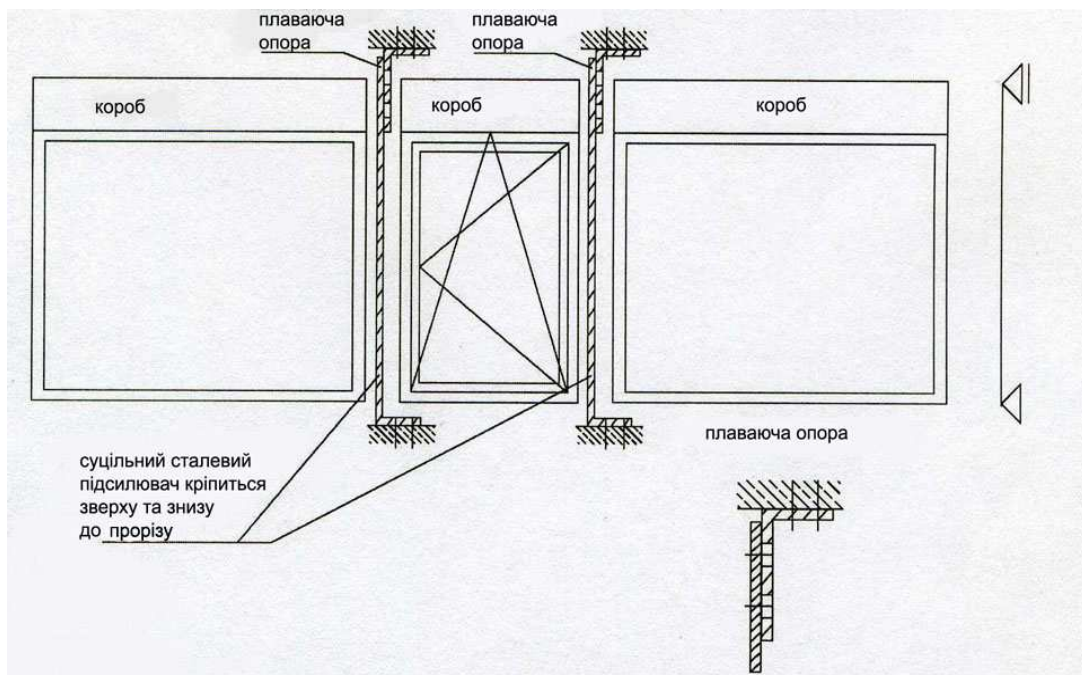 плаваюча
опора
плаваюча
опора
короб
короб
короб
плаваюча опора
суцільний сталевий
підсилювач кріпиться
зверху та знизу
до прорізу